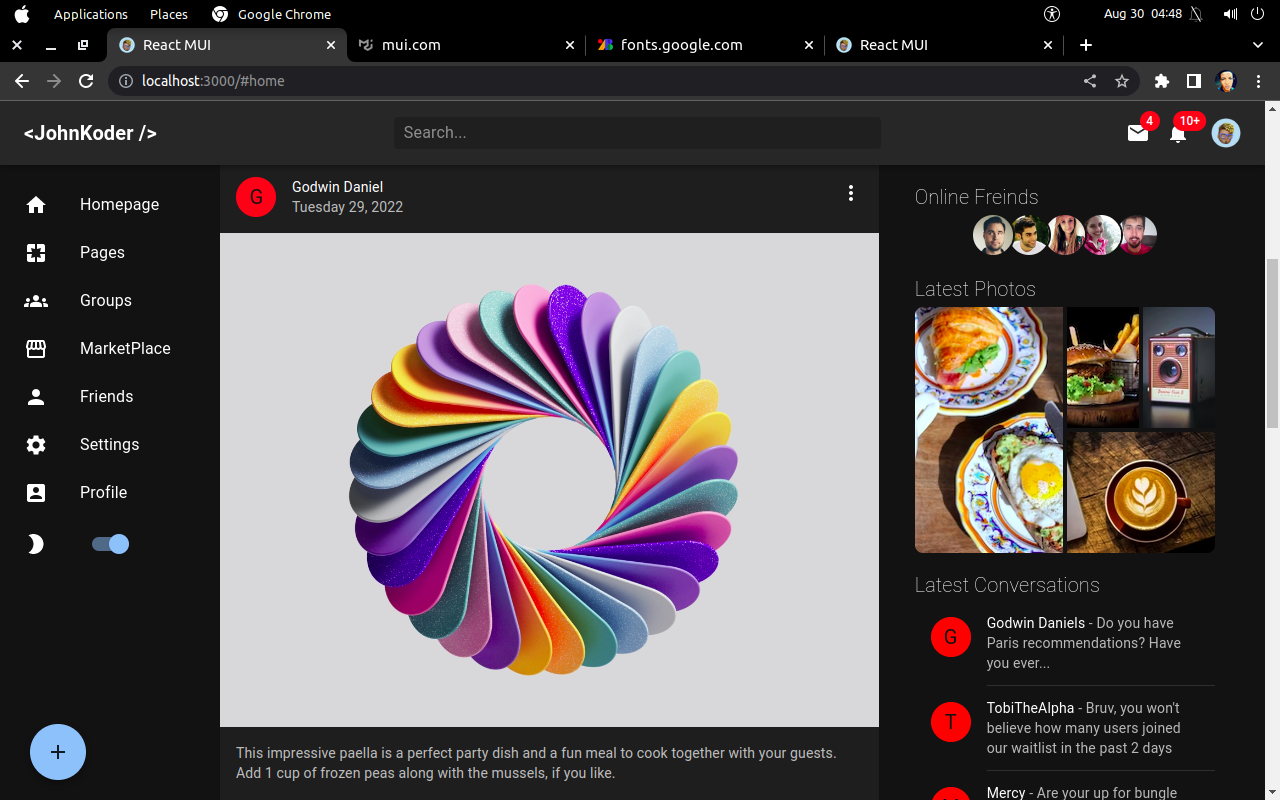 Applications Places Google Chrome Aug 30 04:48
React MUI mui.com fonts.google.com React MUI
localhost:3000/#home
<JohnKoder />
Search...
4
10+
Homepage
Pages
Groups
MarketPlace
Friends
Settings
Profile
G
Godwin Daniel
Tuesday 29, 2022
This impressive paella is a perfect party dish and a fun meal to cook together with your guests.
Add 1 cup of frozen peas along with the mussels, if you like.
Online Freinds
Latest Photos
Latest Conversations
G
Godwin Daniels - Do you have
Paris recommendations? Have
you ever...
T
TobiTheAlpha - Bruv, you won't
believe how many users joined
our waitlist in the past 2 days
Mercy - Are your up for bungle